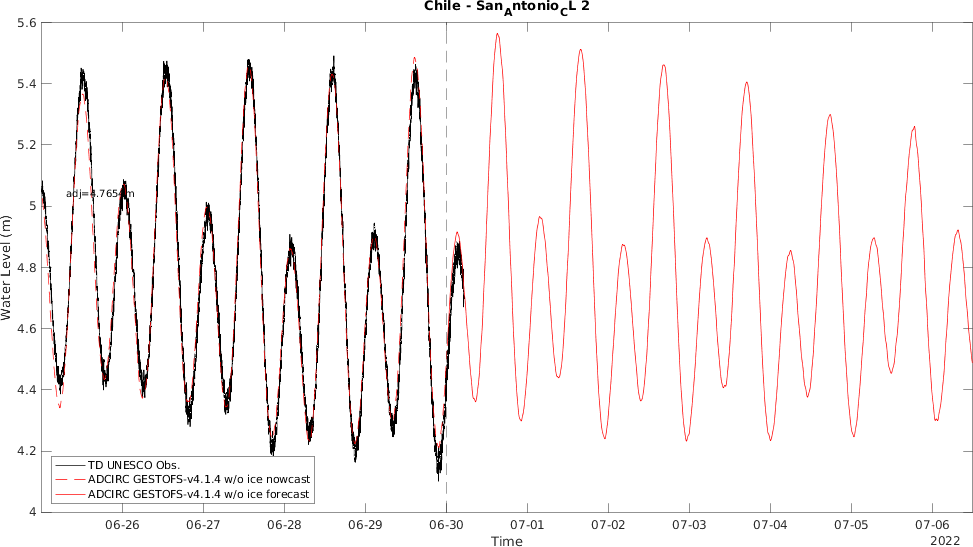 Chile - SanAntonioCL 2
Water Level (m)
5.6
5.4
5.2
5
4.8
4.6
4.4
4.2
4
adj=4.7654m
TD UNESCO Obs.
ADCIRC GESTOFS-v4.1.4 w/o ice nowcast
ADCIRC GESTOFS-v4.1.4 w/o ice forecast
06-26 06-27 06-28 06-29 06-30 07-01 07-02 07-03 07-04 07-05 07-06
Time
2022